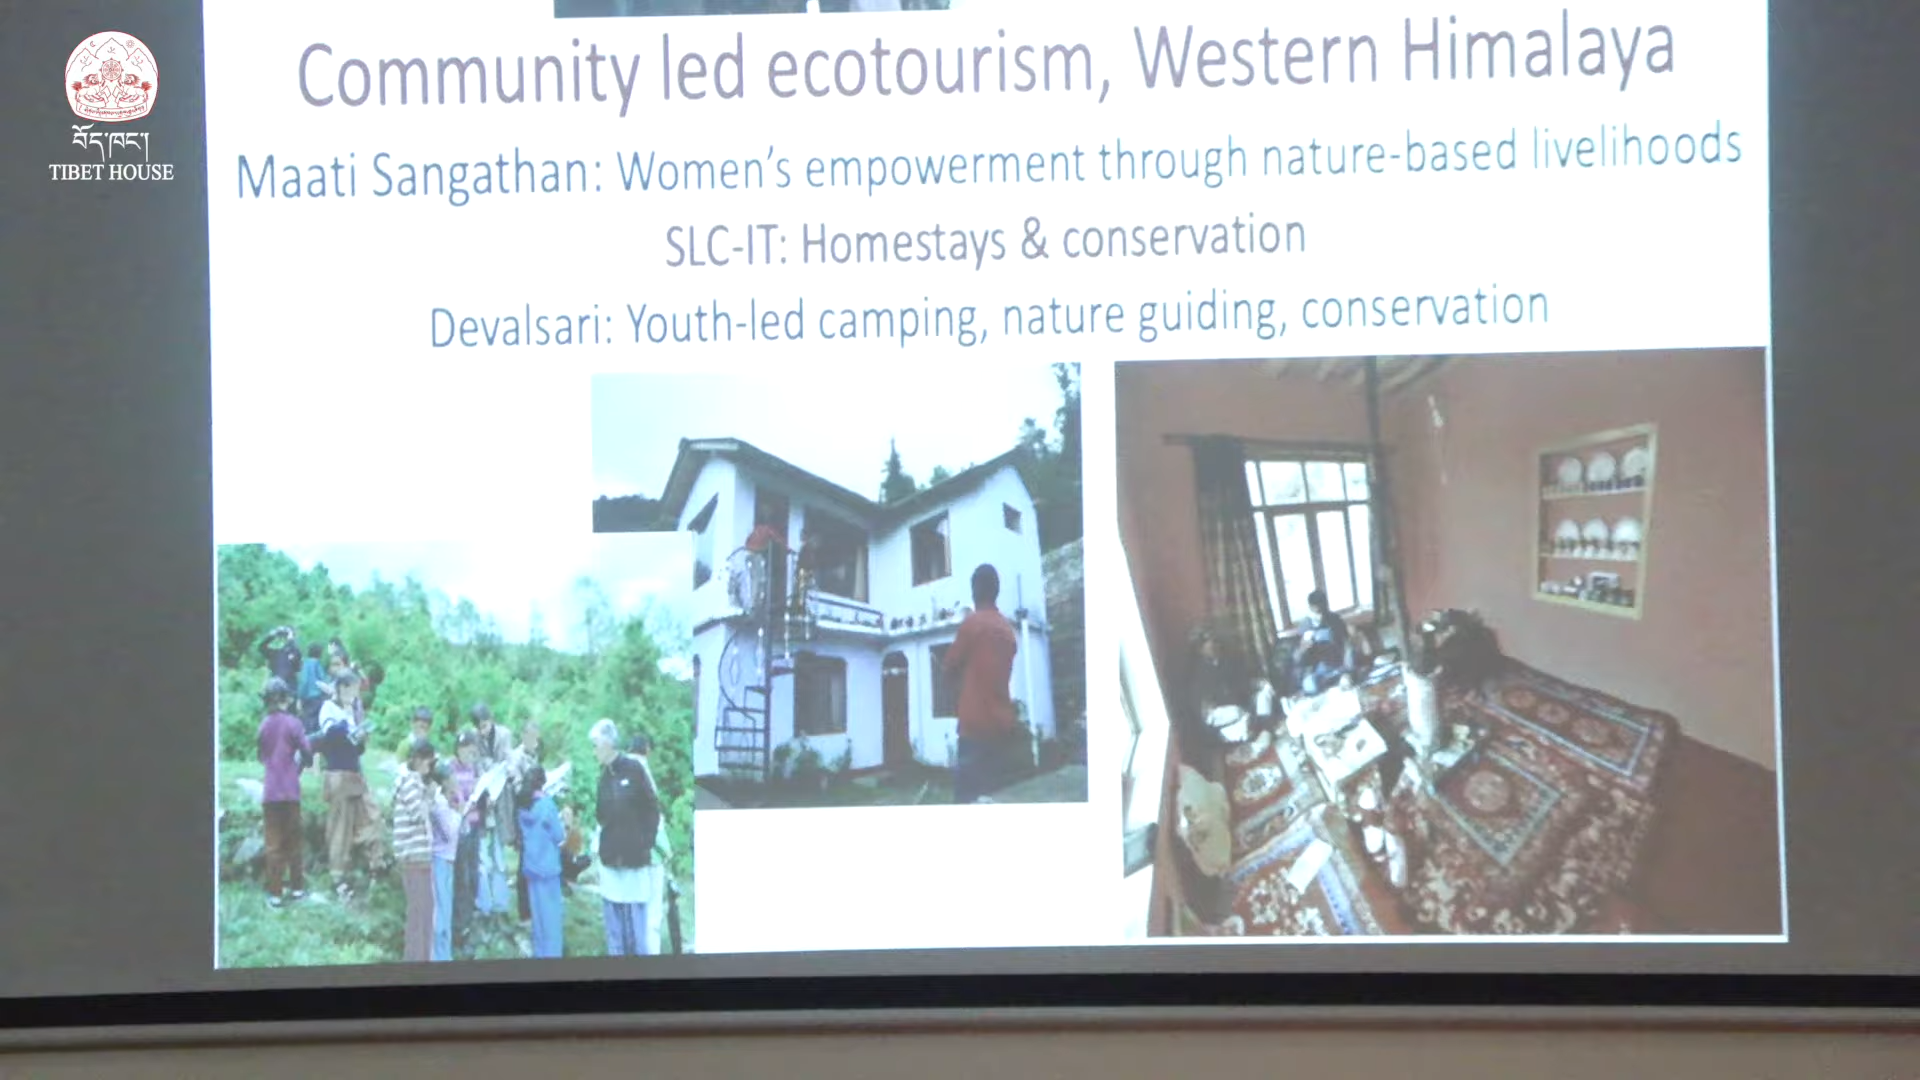 བོད་ཁང་།
TIBET HOUSE
Community led ecotourism, Western Himalaya
Maati Sangathan: Women’s empowerment through nature-based livelihoods
SLC-IT: Homestays & conservation
Devalsari: Youth-led camping, nature guiding, conservation